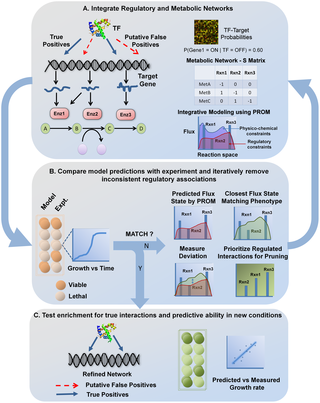 A. Integrate Regulatory and Metabolic Networks
True Positives
TF
Putative False Positives
Target Gene
Enz1
Enz2
Enz3
A
B
C
D
TF-Target Probabilities
P(Gene1 = ON | TF = OFF) = 0.60
Metabolic Network - S Matrix
Rxn1 Rxn2 Rxn3
MetA -1 0 0
MetB 1 -1 0
MetC 0 1 -1
Integrative Modeling using PROM
Flux
Rxn1
Rxn3
Rxn2
Physico-chemical constraints
Regulatory constraints
Reaction space
B. Compare model predictions with experiment and iteratively remove inconsistent regulatory associations
Model
Expt.
Growth vs Time
Viable
Lethal
MATCH ?
N
Y
Predicted Flux State by PROM
Rxn1
Rxn3
Rxn2
Closest Flux State Matching Phenotype
Rxn1
Rxn3
Rxn2
Measure Deviation
Rxn3
Rxn2
Prioritize Regulated Interactions for Pruning
Rxn1
Rxn2
Rxn3
C. Test enrichment for true interactions and predictive ability in new conditions
TF
Refined Network
Putative False Positives
True Positives
Predicted vs Measured Growth rate